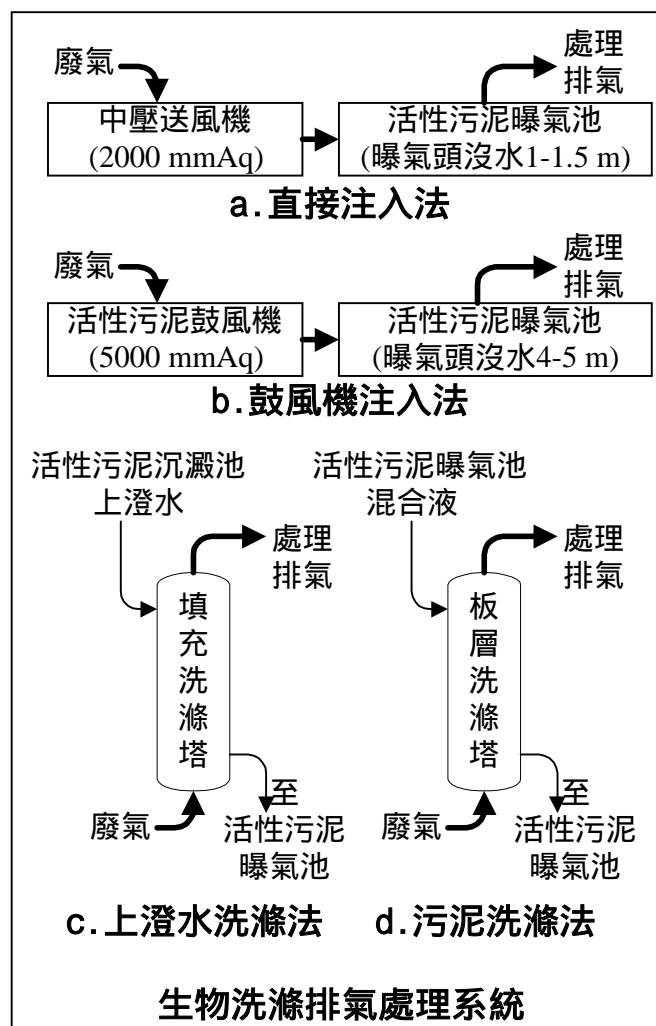 廢氣
處理
排氣
中壓送風機
(2000 mmAq)
活性污泥曝氣池
(曝氣頭沒水1-1.5 m)
a.直接注入法
廢氣
處理
排氣
活性污泥鼓風機
(5000 mmAq)
活性污泥曝氣池
(曝氣頭沒水4-5 m)
b.鼓風機注入法
活性污泥沉澱池
上澄水
處理
排氣
填充洗滌塔
廢氣
至
活性污泥
曝氣池
c.上澄水洗滌法
活性污泥曝氣池
混合液
處理
排氣
板層洗滌塔
廢氣
至
活性污泥
曝氣池
d.污泥洗滌法
生物洗滌排氣處理系統